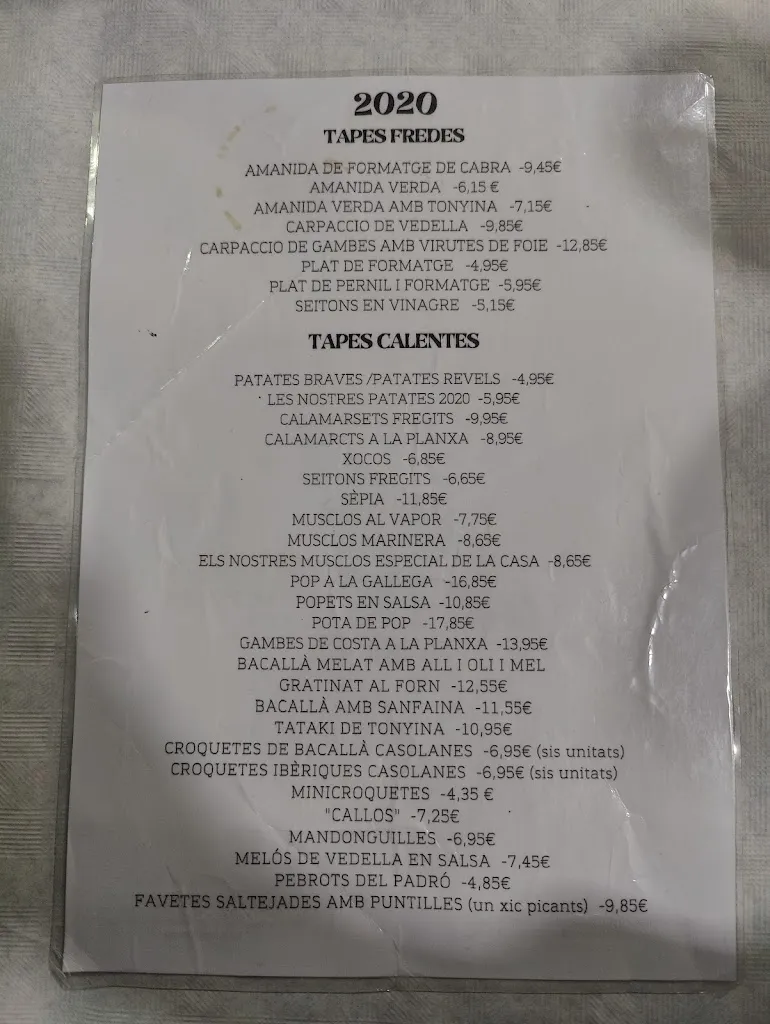 2020
TAPES FREDES
AMANIDA DE FORMATGE DE CABRA -9,45€
AMANIDA VERDA -6,15 €
AMANIDA VERDA AMB TONYINA -7,15€
CARPACCIO DE VEDELLA -9,85€
CARPACCIO DE GAMBES AMB VIRUTES DE FOIE -12,85€
PLAT DE FORMATGE -4,95€
PLAT DE PERNIL I FORMATGE -5,95€
SEITONS EN VINAGRE -5,15€
TAPES CALENTES
PATATES BRAVES /PATATES REVELS -4,95€
LES NOSTRES PATATES 2020 -5,95€
CALAMARSETS FREGITS -9,95€
CALAMARCTS A LA PLANXA -8,95€
XOCOS -6,85€
SEITONS FREGITS -6,65€
SÈPIA -11,85€
MUSCLOS AL VAPOR -7,75€
MUSCLOS MARINERA -8,65€
ELS NOSTRES MUSCLOS ESPECIAL DE LA CASA -8,65€
POP A LA GALLEGA -16,85€
POPETS EN SALSA -10,85€
POTA DE POP -17,85€
GAMBES DE COSTA A LA PLANXA -13,95€
BACALLÀ MELAT AMB ALL I OLI I MEL
GRATINAT AL FORN -12,55€
BACALLÀ AMB SANFAINA -11,55€
TATAKI DE TONYINA -10,95€
CROQUETES DE BACALLÀ CASOLANES -6,95€ (sis unitats)
CROQUETES IBÈRIQUES CASOLANES -6,95€ (sis unitats)
MINICROQUETES -4,35 €
"CALLOS" -7,25€
MANDONGUILLES -6,95€
MELÓS DE VEDELLA EN SALSA -7,45€
PEBROTS DEL PADRÓ -4,85€
FAVETES SALTEJADES AMB PUNTILLES (un xic picants) -9,85€